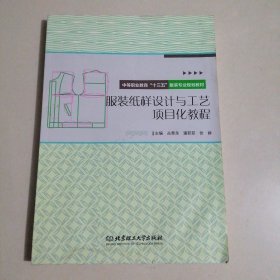 中等职业教育“十三五”服装专业规划教材
服装纸样设计与工艺
项目化教程
主编
北京理工大学出版社